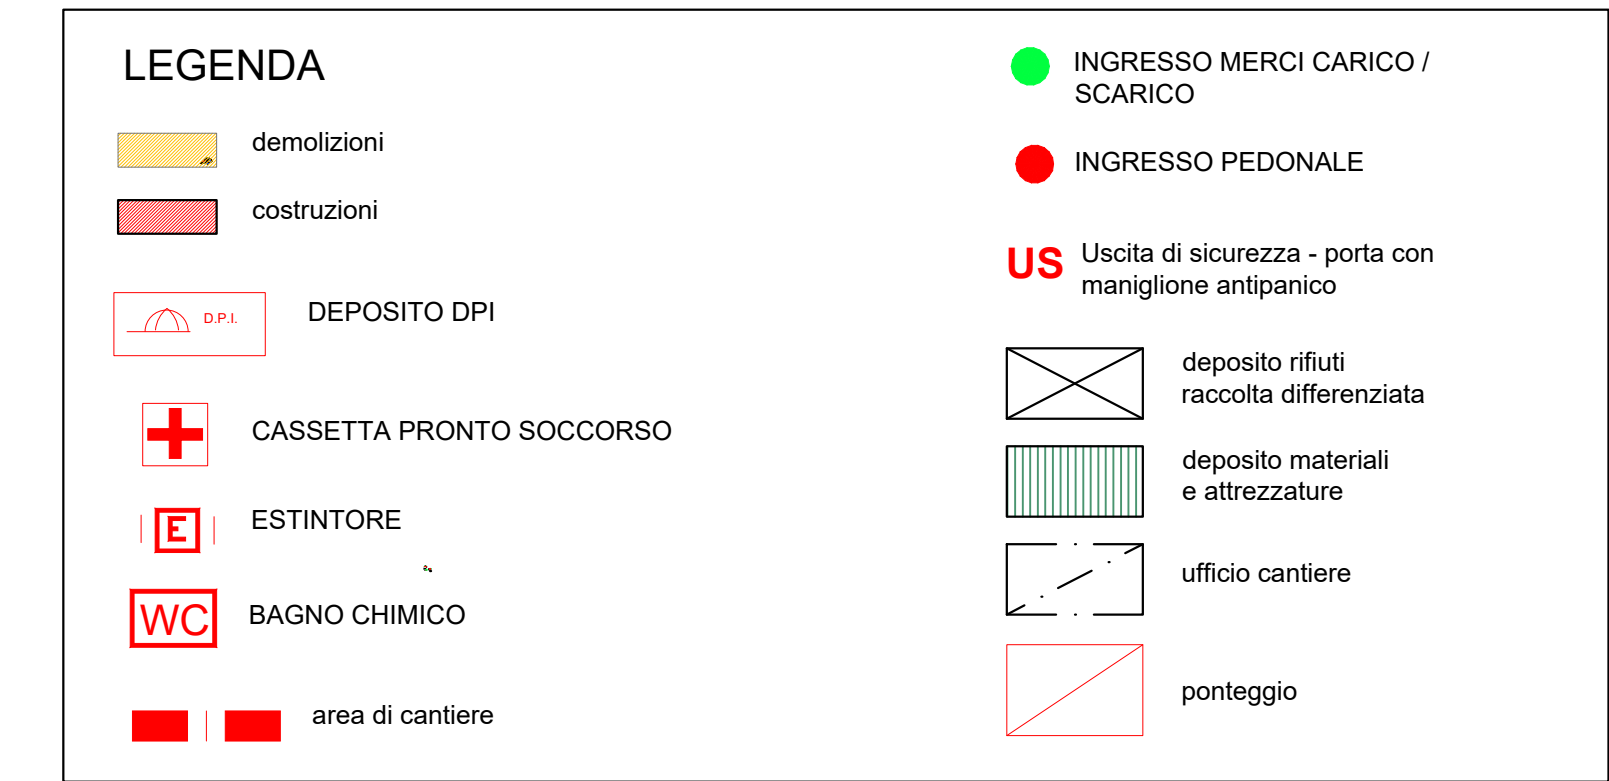 LEGENDA
demolizioni
costruzioni
D.P.I.
DEPOSITO DPI
CASSETTA PRONTO SOCCORSO
E
ESTINTORE
WC
BAGNO CHIMICO
area di cantiere
INGRESSO MERCI CARICO /
SCARICO
INGRESSO PEDONALE
US
Uscita di sicurezza - porta con
maniglione antipanico
deposito rifiuti
raccolta differenziata
deposito materiali
e attrezzature
ufficio cantiere
ponteggio